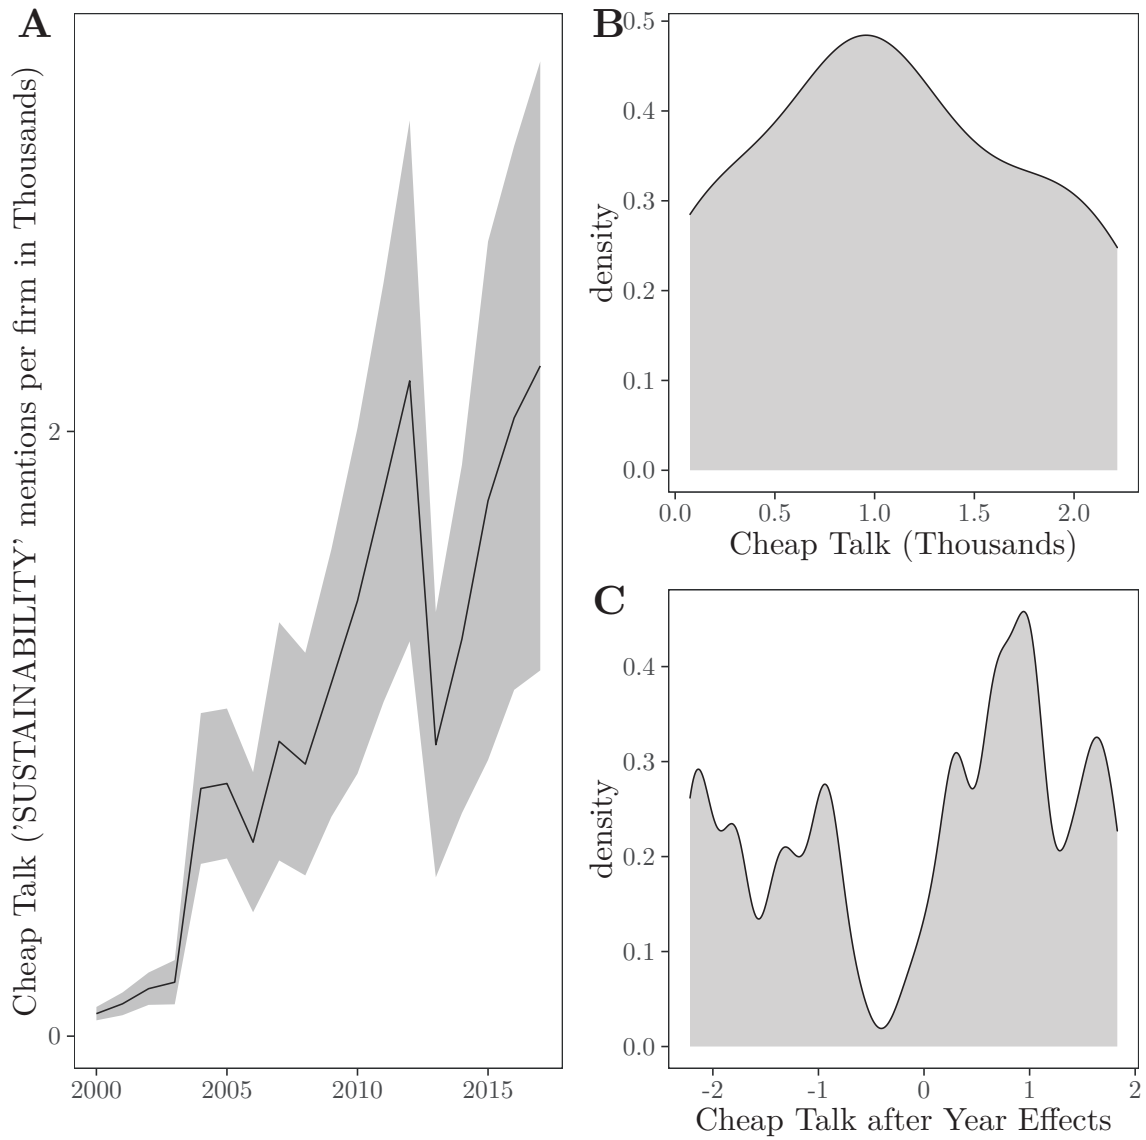 A
Cheap Talk ('SUSTAINABILITY' mentions per firm in Thousands)
2
0
2000 2005 2010 2015
B
density
0.5
0.4
0.3
0.2
0.1
0.0
0.0 0.5 1.0 1.5 2.0
Cheap Talk (Thousands)
C
density
0.4
0.3
0.2
0.1
0.0
-2 -1 0 1 2
Cheap Talk after Year Effects